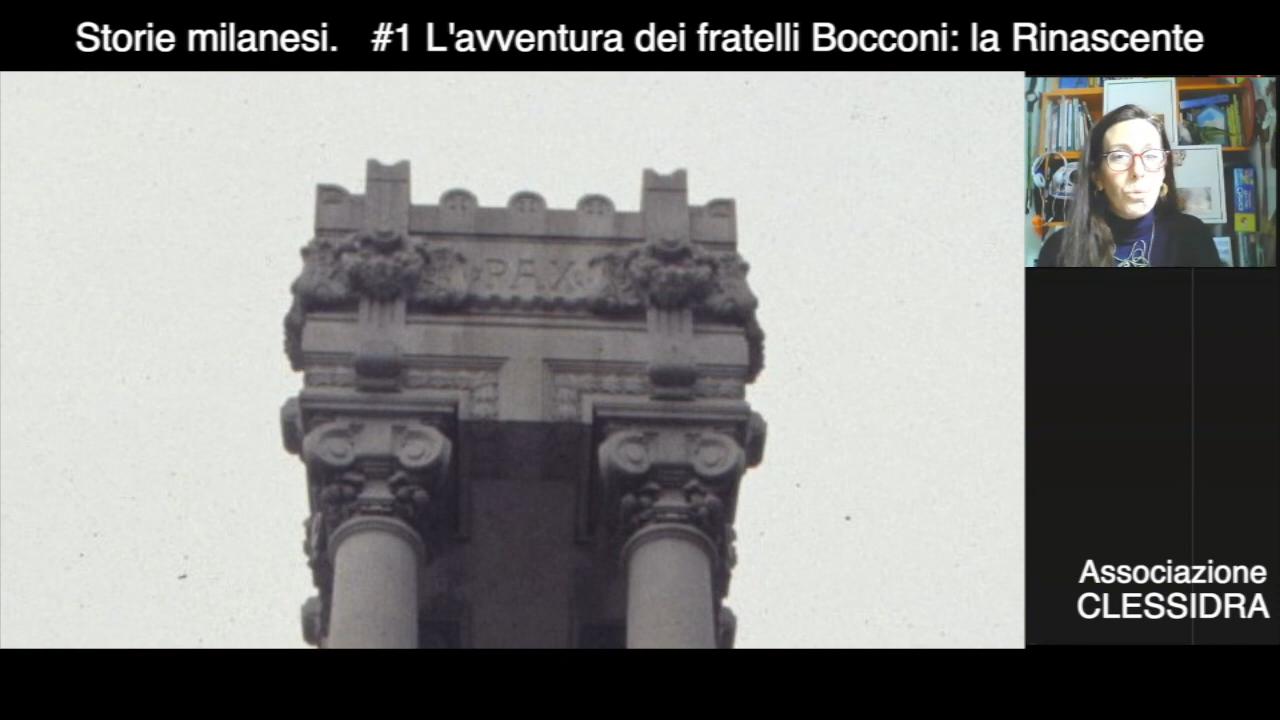 Storie milanesi. #1 L'avventura dei fratelli Bocconi: la Rinascente
PAX
Associazione
CLESSIDRA